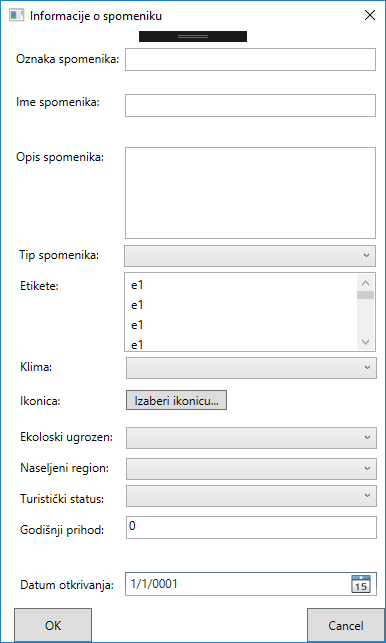 Informacije o spomeniku
Oznaka spomenika:
Ime spomenika:
Opis spomenika:
Tip spomenika:
Etikete:
e1
e1
e1
e1
Klima:
Ikonica: Izaberi ikonicu...
Ekoloski ugrozen:
Naseljeni region:
Turistički status:
Godišnji prihod: 0
Datum otkrivanja: 1/1/0001 15
OK Cancel